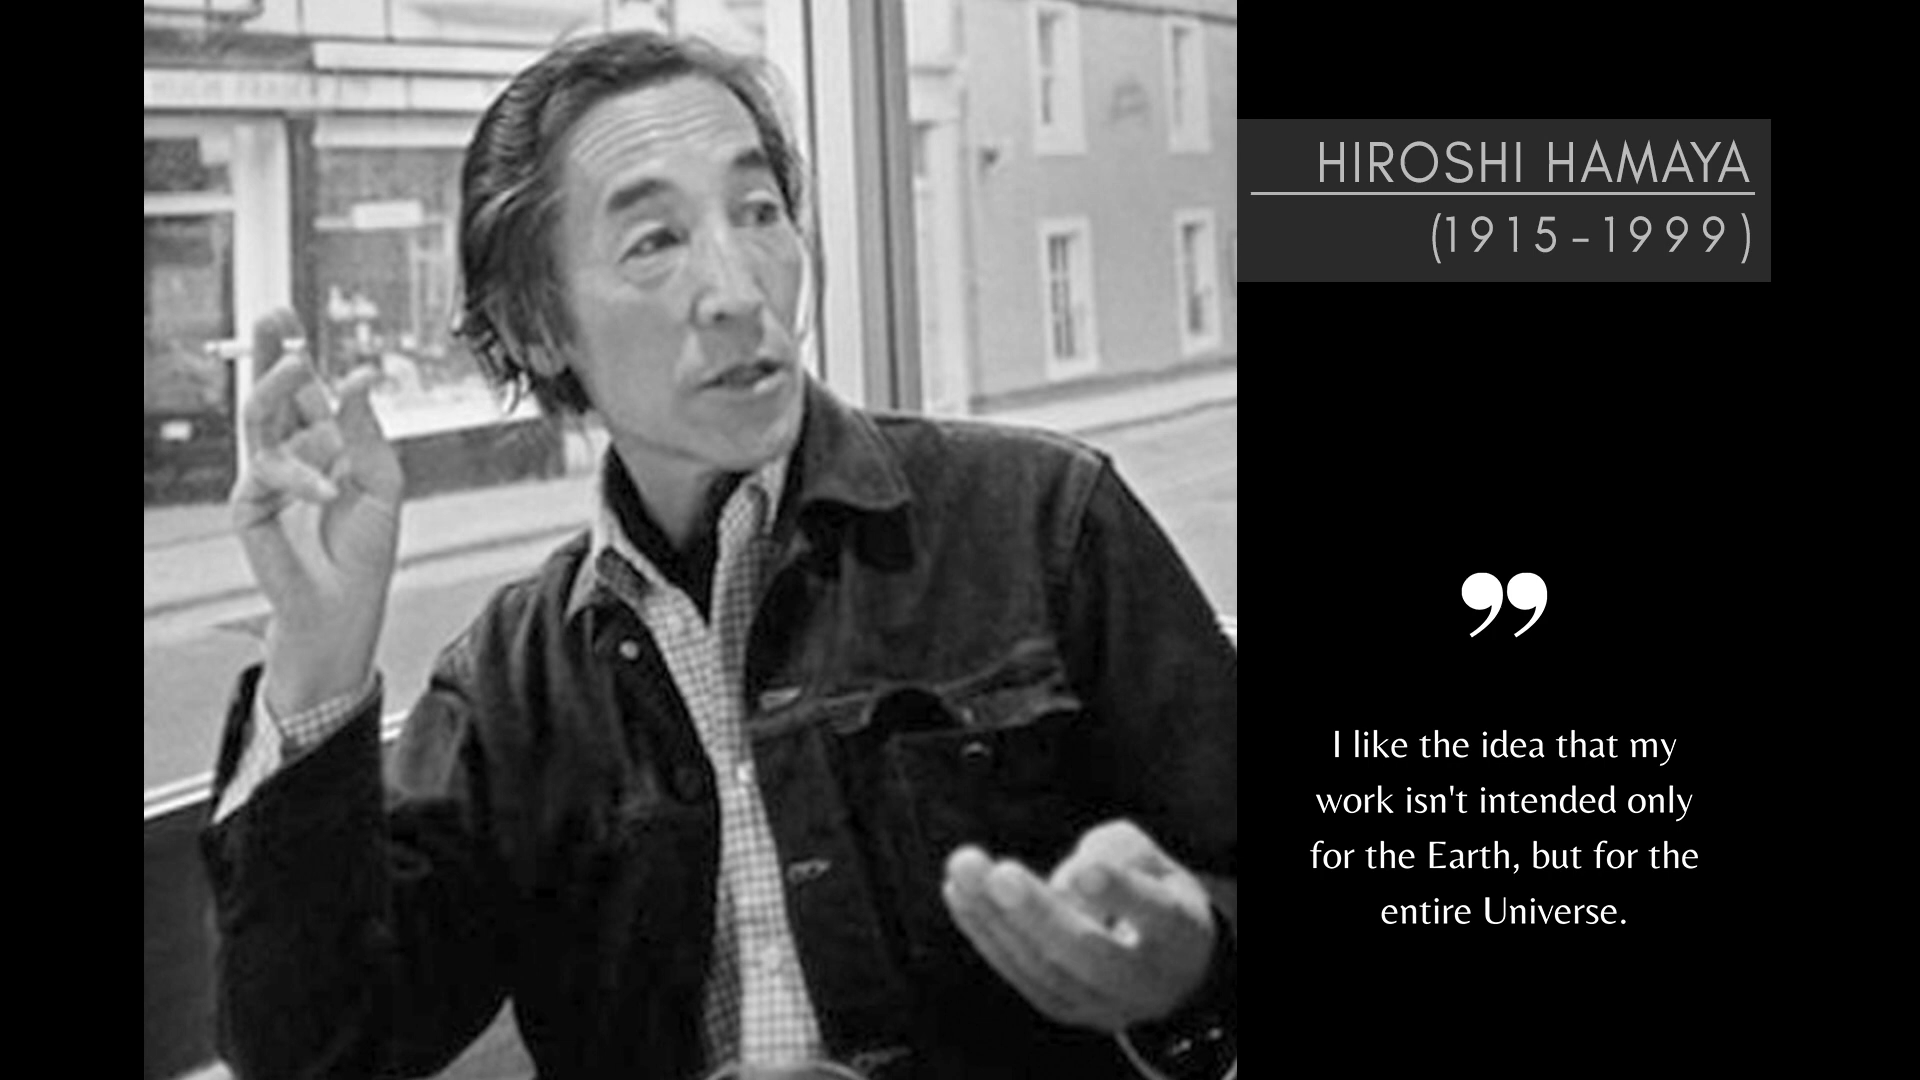 HIROSHI HAMAYA
(1915-1999)
”
I like the idea that my
work isn't intended only
for the Earth, but for the
entire Universe.